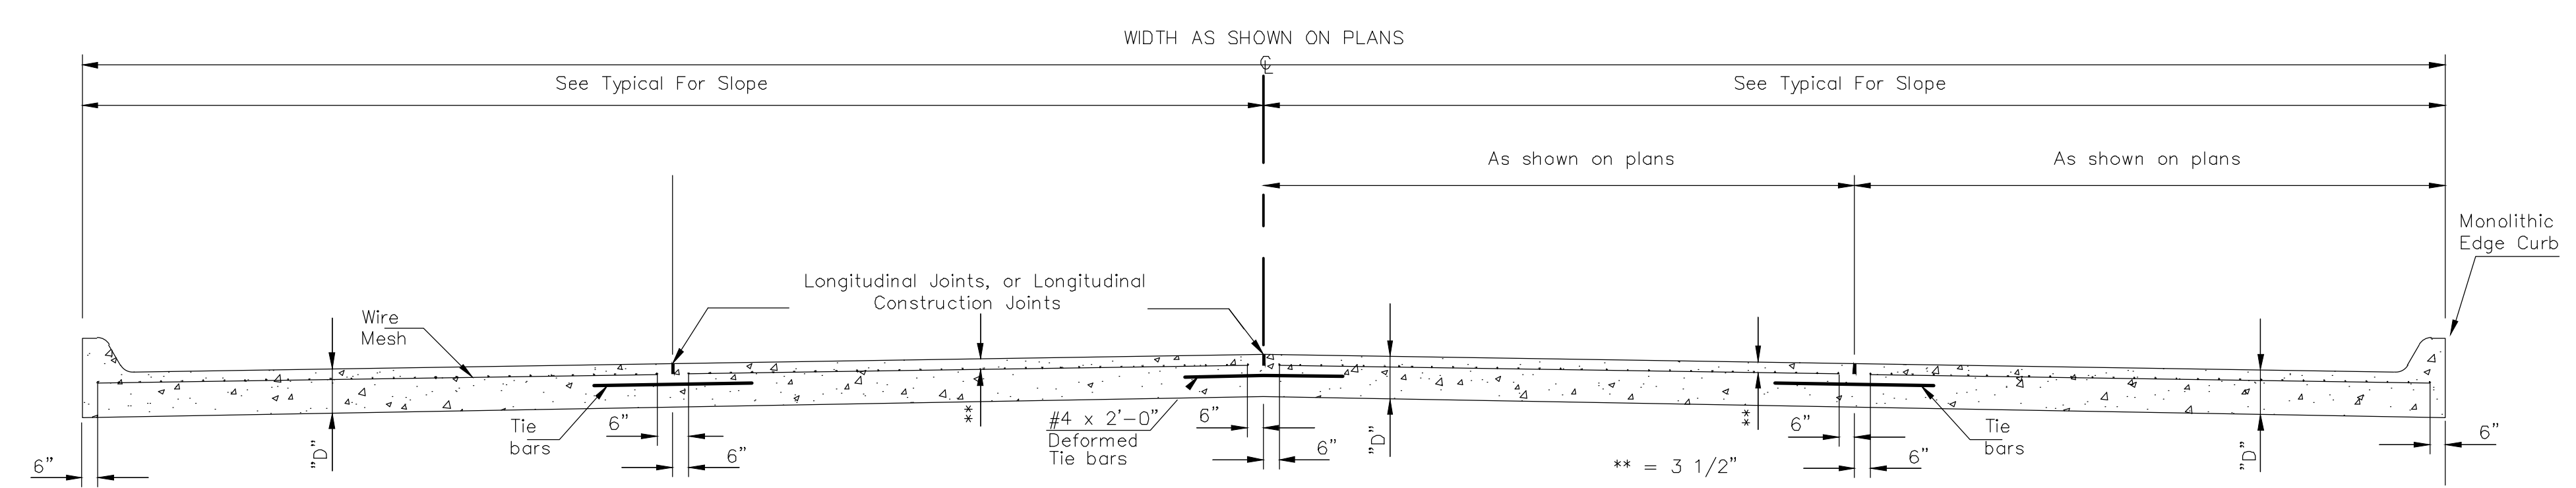 WIDTH AS SHOWN ON PLANS
℄
See Typical For Slope
See Typical For Slope
As shown on plans
As shown on plans
Monolithic
Edge Curb
Longitudinal Joints, or Longitudinal
Construction Joints
Wire
Mesh
Tie
bars
6"
6"
6"
"D"
**
#4 x 2'-0"
Deformed
Tie bars
6"
6"
"D"
**
** = 3 1/2"
6"
6"
Tie
bars
"D"
6"